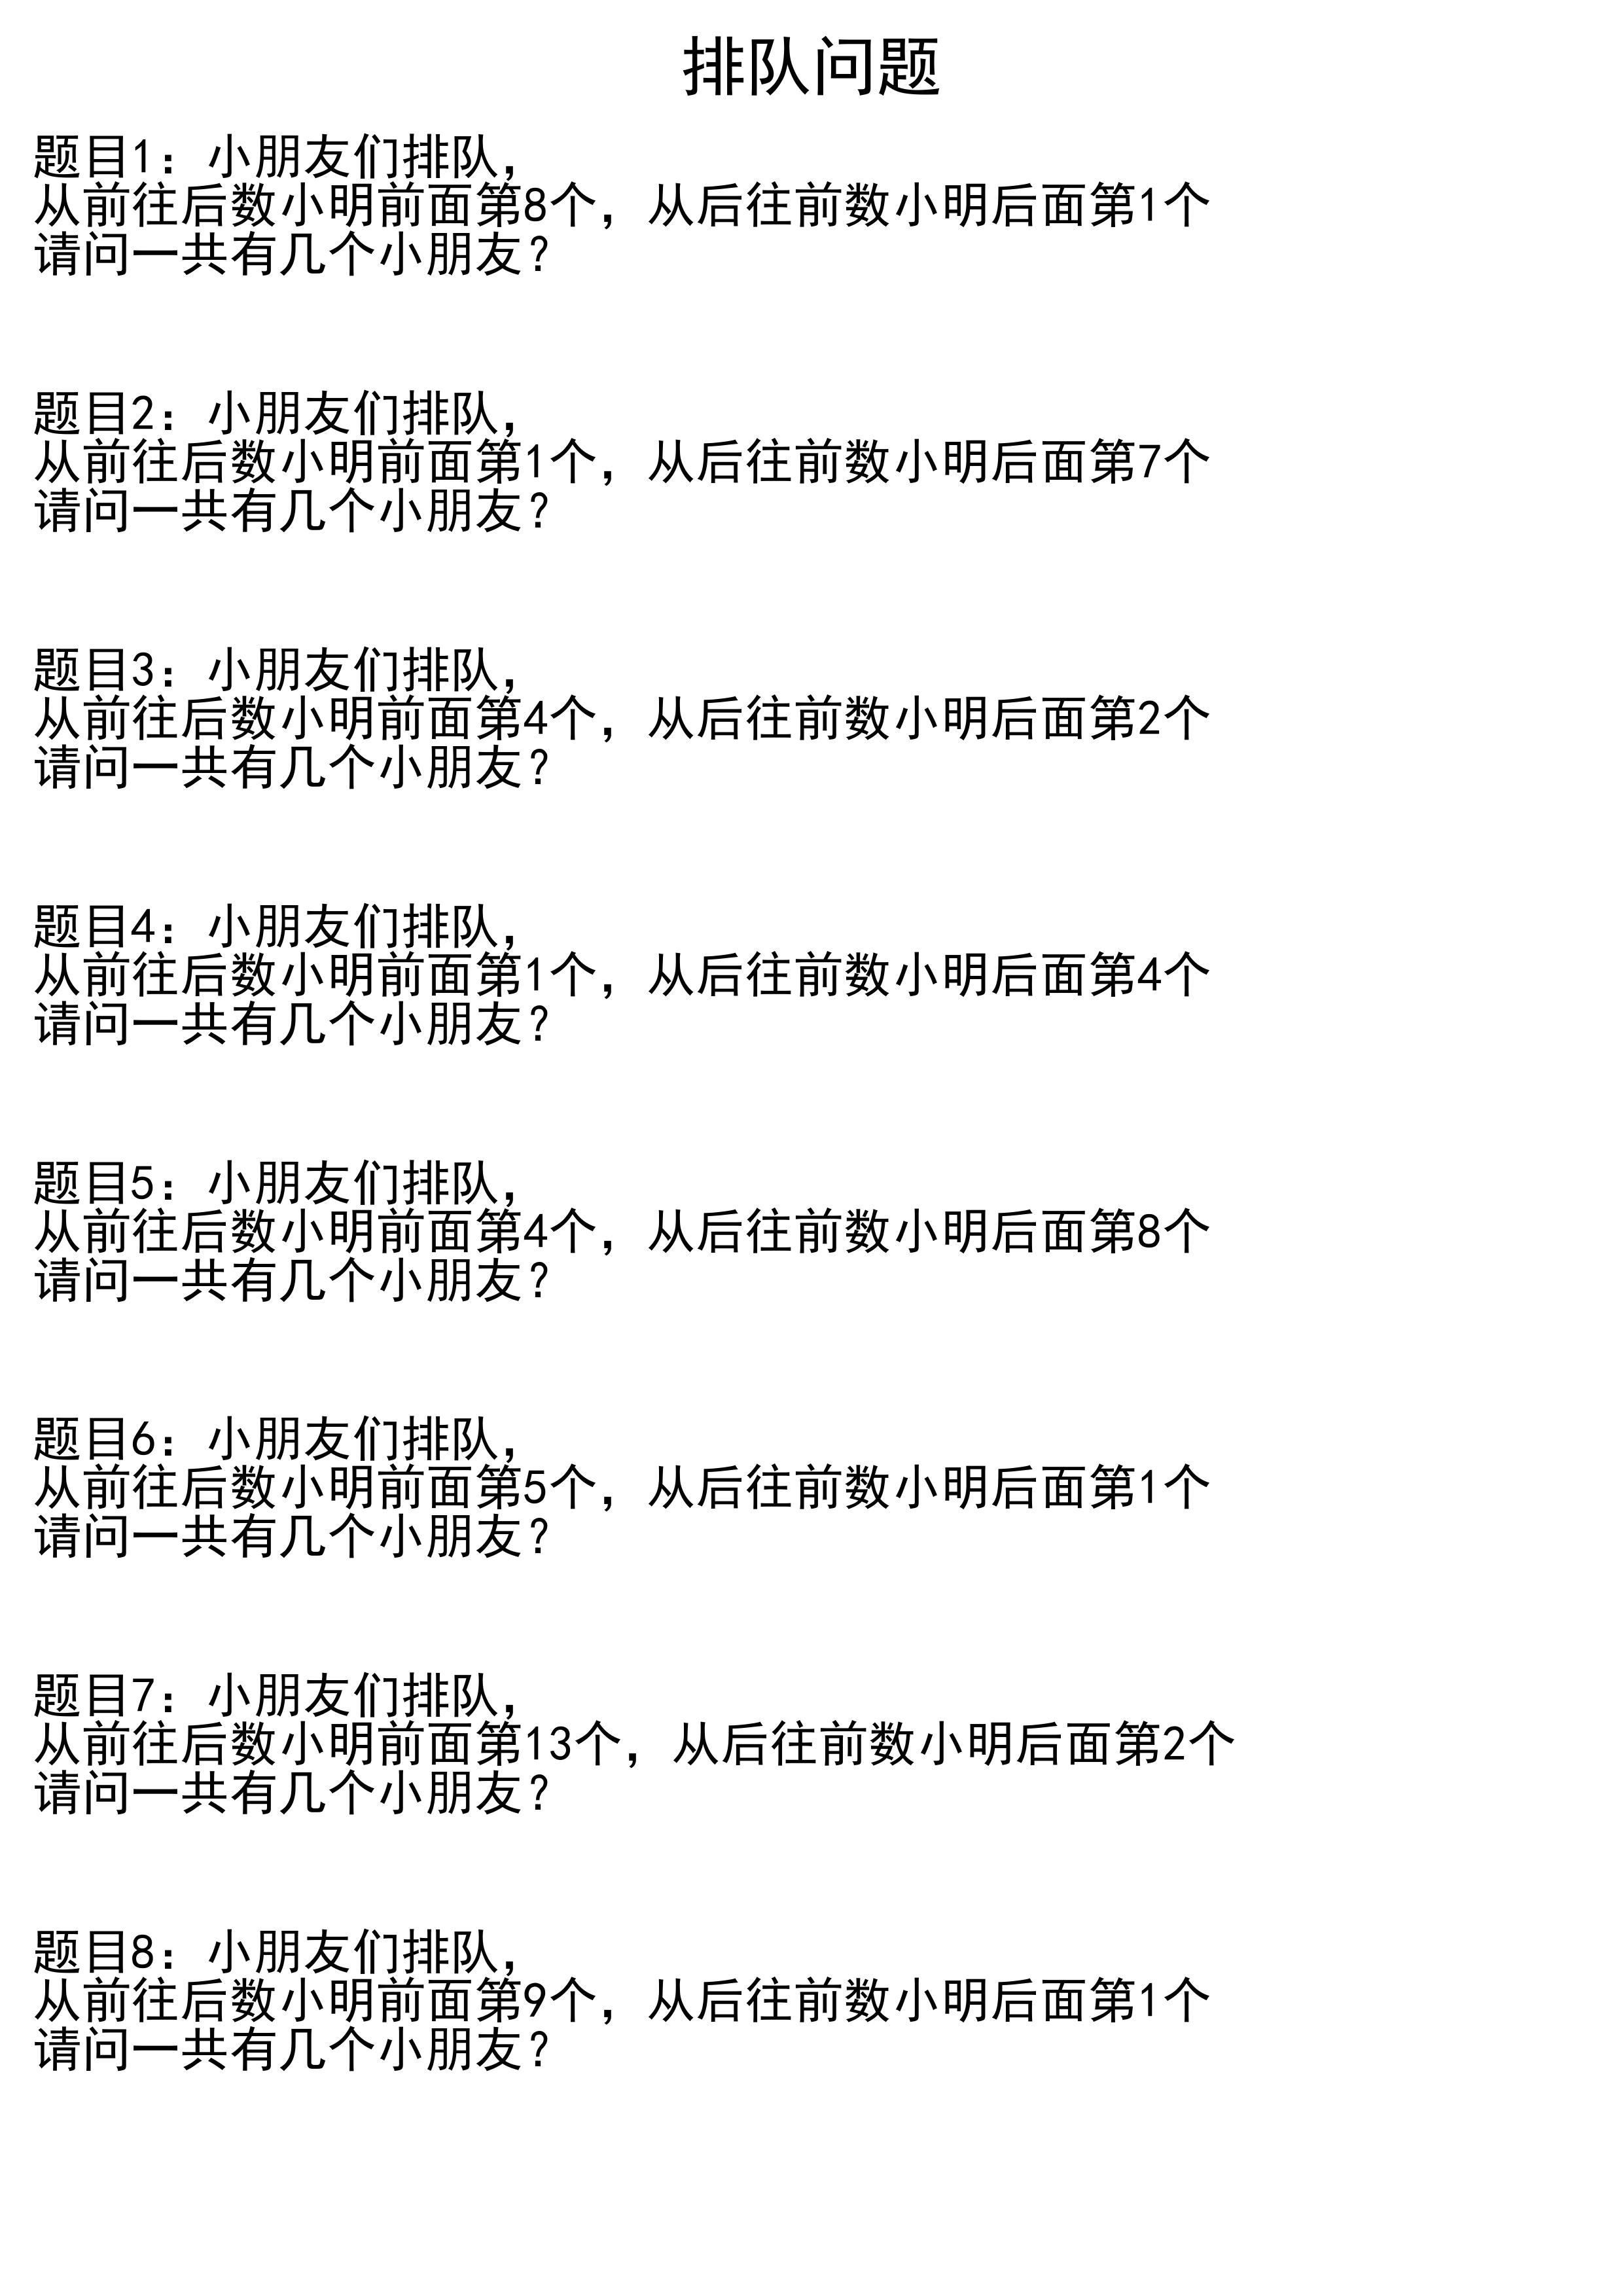 排队问题
题目1：小朋友们排队，
从前往后数小明前面第8个，从后往前数小明后面第1个
请问一共有几个小朋友？
题目2：小朋友们排队，
从前往后数小明前面第1个，从后往前数小明后面第7个
请问一共有几个小朋友？
题目3：小朋友们排队，
从前往后数小明前面第4个，从后往前数小明后面第2个
请问一共有几个小朋友？
题目4：小朋友们排队，
从前往后数小明前面第1个，从后往前数小明后面第4个
请问一共有几个小朋友？
题目5：小朋友们排队，
从前往后数小明前面第4个，从后往前数小明后面第8个
请问一共有几个小朋友？
题目6：小朋友们排队，
从前往后数小明前面第5个，从后往前数小明后面第1个
请问一共有几个小朋友？
题目7：小朋友们排队，
从前往后数小明前面第13个，从后往前数小明后面第2个
请问一共有几个小朋友？
题目8：小朋友们排队，
从前往后数小明前面第9个，从后往前数小明后面第1个
请问一共有几个小朋友？